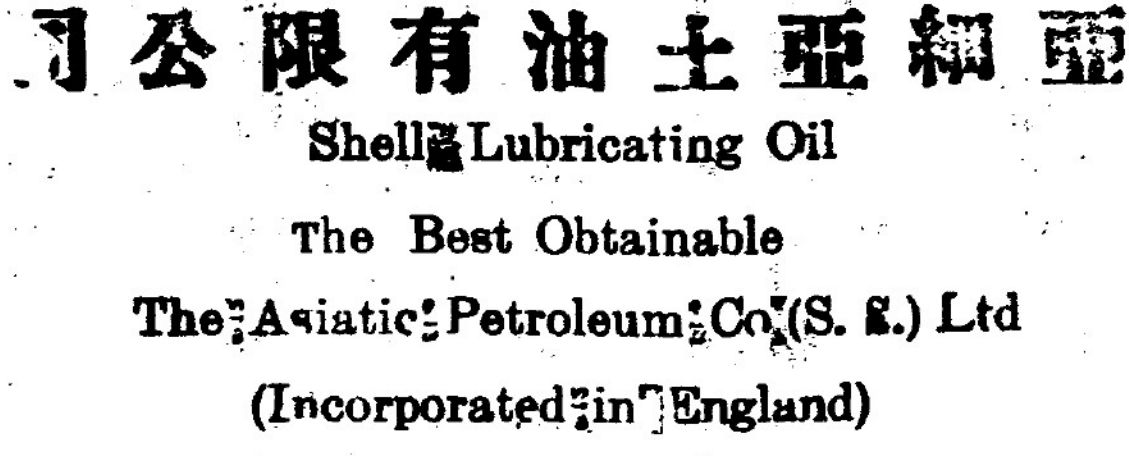 亞細亞土油有限公司
Shell Lubricating Oil
The Best Obtainable
The Asiatic Petroleum Co (S. S.) Ltd
(Incorporated in England)